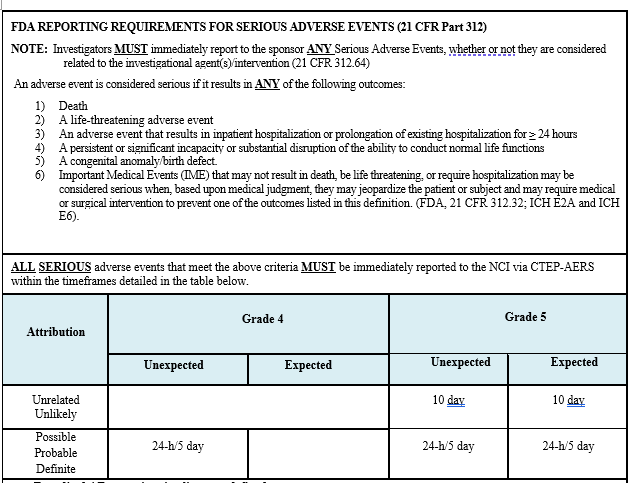 FDA REPORTING REQUIREMENTS FOR SERIOUS ADVERSE EVENTS (21 CFR Part 312)
NOTE: Investigators MUST immediately report to the sponsor ANY Serious Adverse Events, whether or not they are considered
related to the investigational agent(s)/intervention (21 CFR 312.64)
An adverse event is considered serious if it results in ANY of the following outcomes:
1) Death
2) A life-threatening adverse event
3) An adverse event that results in inpatient hospitalization or prolongation of existing hospitalization for ≥ 24 hours
4) A persistent or significant incapacity or substantial disruption of the ability to conduct normal life functions
5) A congenital anomaly/birth defect.
6) Important Medical Events (IME) that may not result in death, be life threatening, or require hospitalization may be
considered serious when, based upon medical judgment, they may jeopardize the patient or subject and may require medical
or surgical intervention to prevent one of the outcomes listed in this definition. (FDA, 21 CFR 312.32; ICH E2A and ICH
E6).
ALL SERIOUS adverse events that meet the above criteria MUST be immediately reported to the NCI via CTEP-AERS
within the timeframes detailed in the table below.
Attribution
Grade 4
Grade 5
Unexpected
Expected
Unexpected
Expected
Unrelated
Unlikely
10 day
10 day
Possible
Probable
Definite
24-h/5 day
24-h/5 day
24-h/5 day